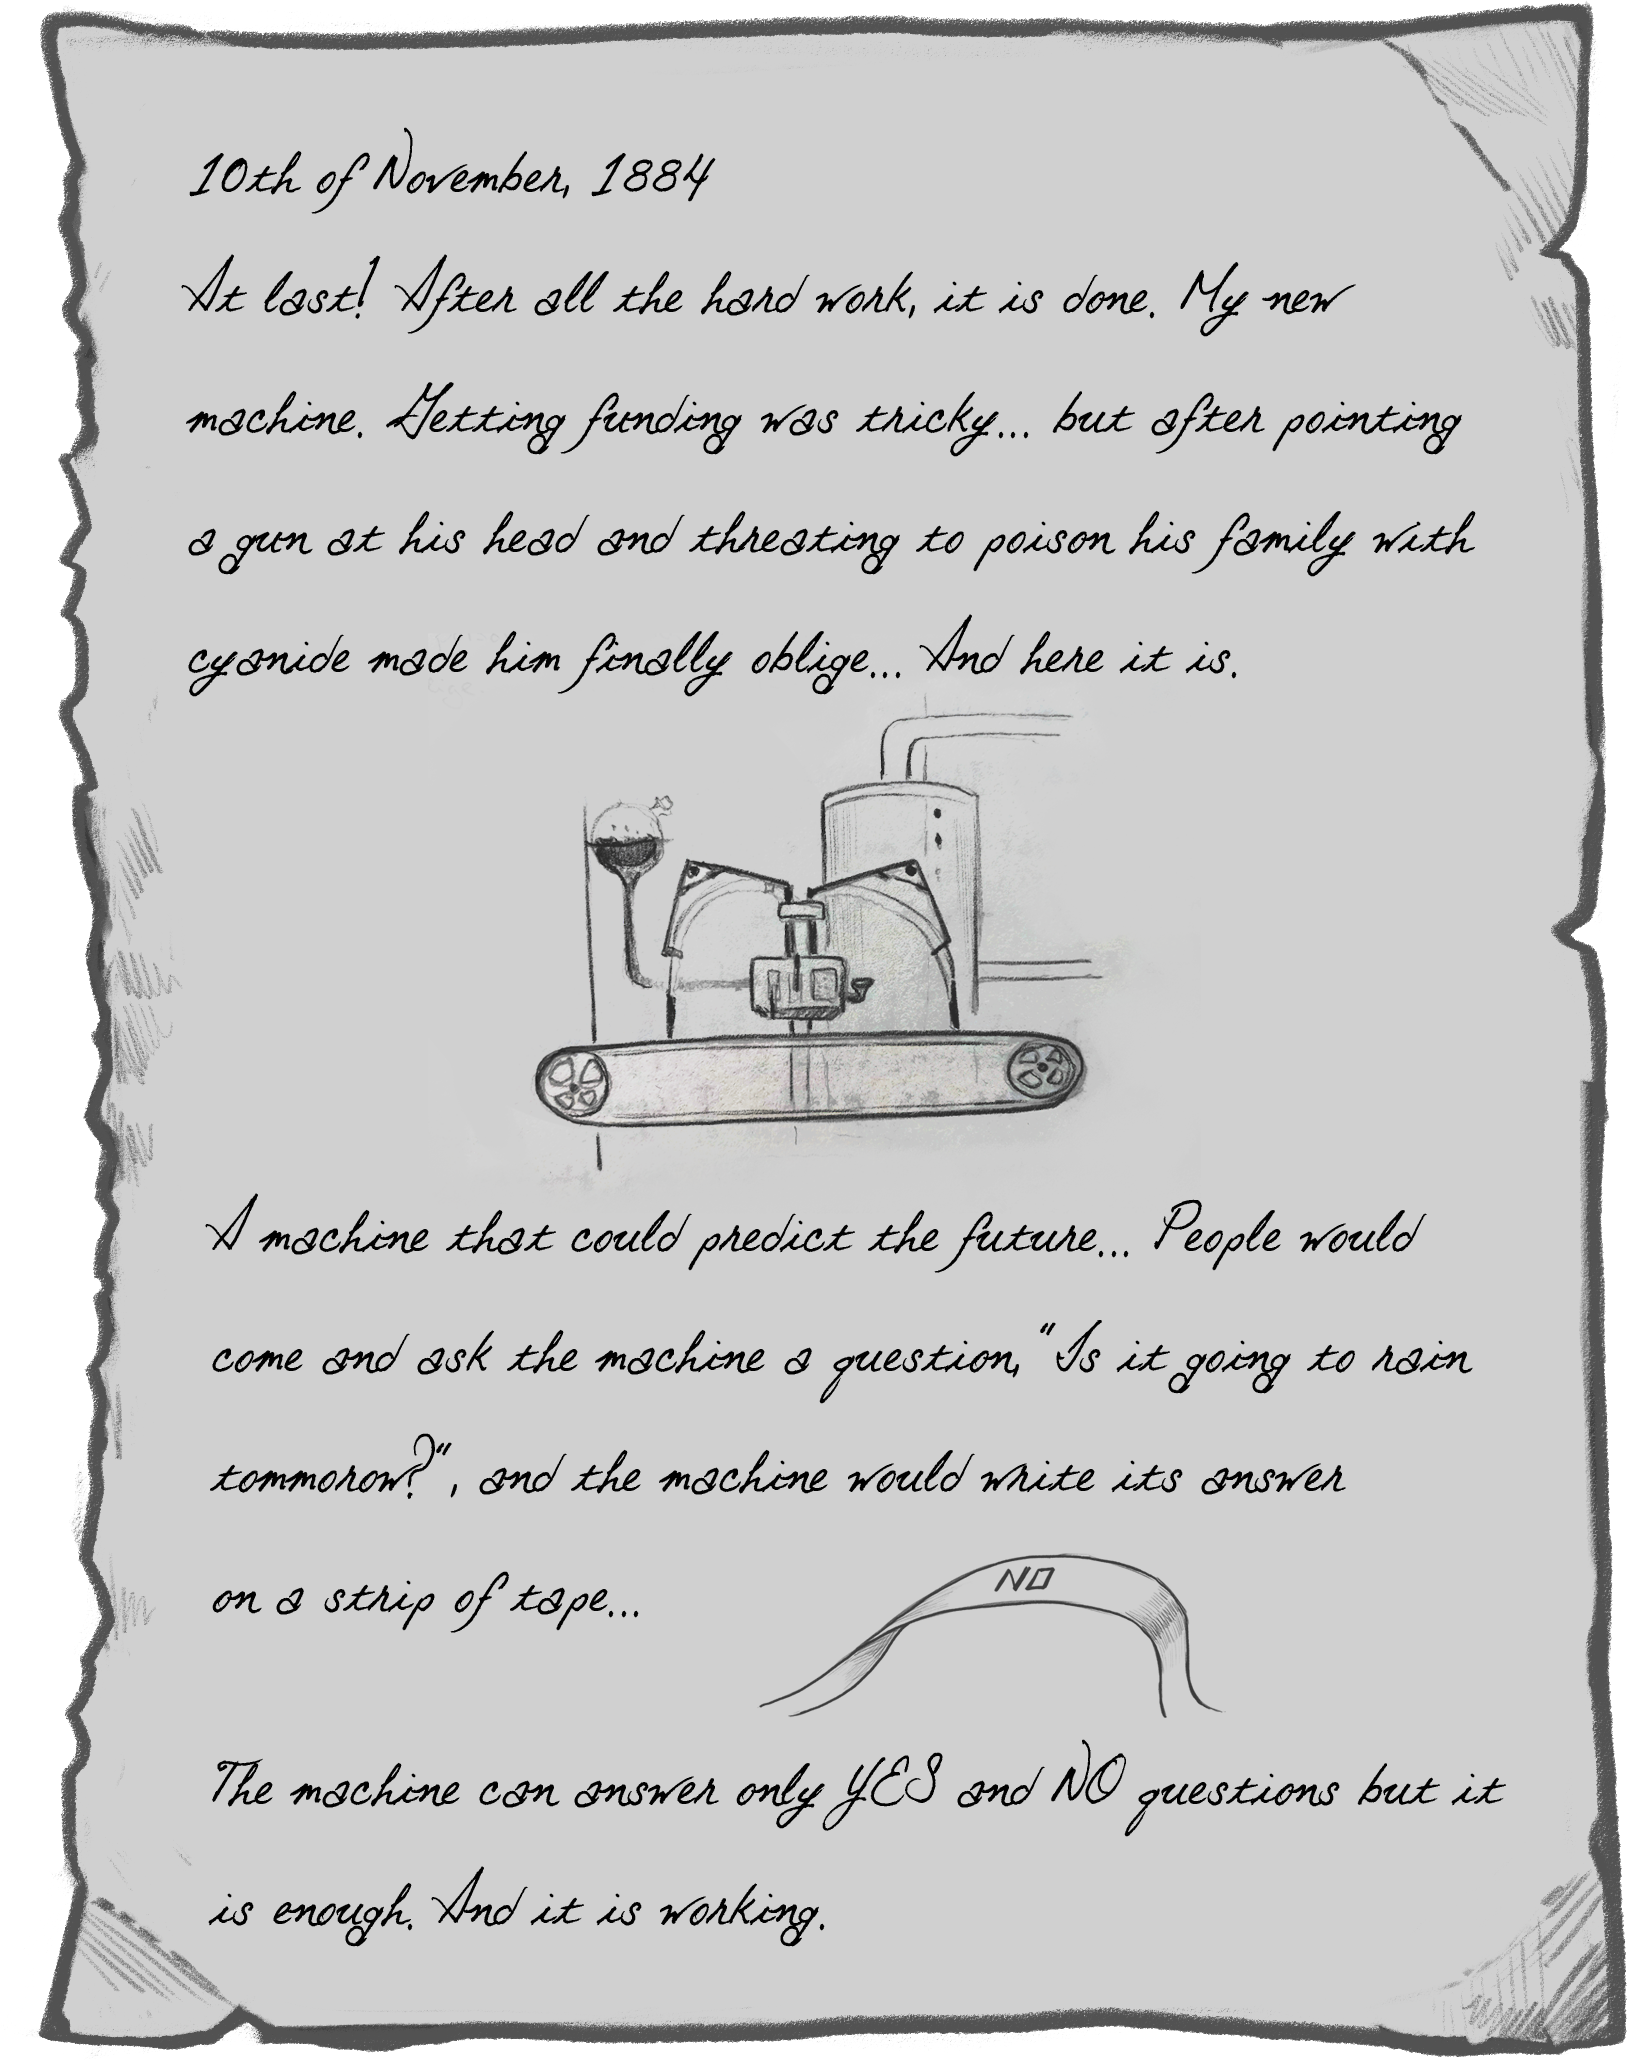 10th of November, 1884
At last! After all the hard work, it is done. My new
machine. Getting funding was tricky... but after pointing
a gun at his head and threating to poison his family with
cyanide made him finally oblige... And here it is.
A machine that could predict the future... People would
come and ask the machine a question, "Is it going to rain
tommorow?", and the machine would write its answer
on a strip of tape...
NO
The machine can answer only YES and NO questions but it
is enough. And it is working.